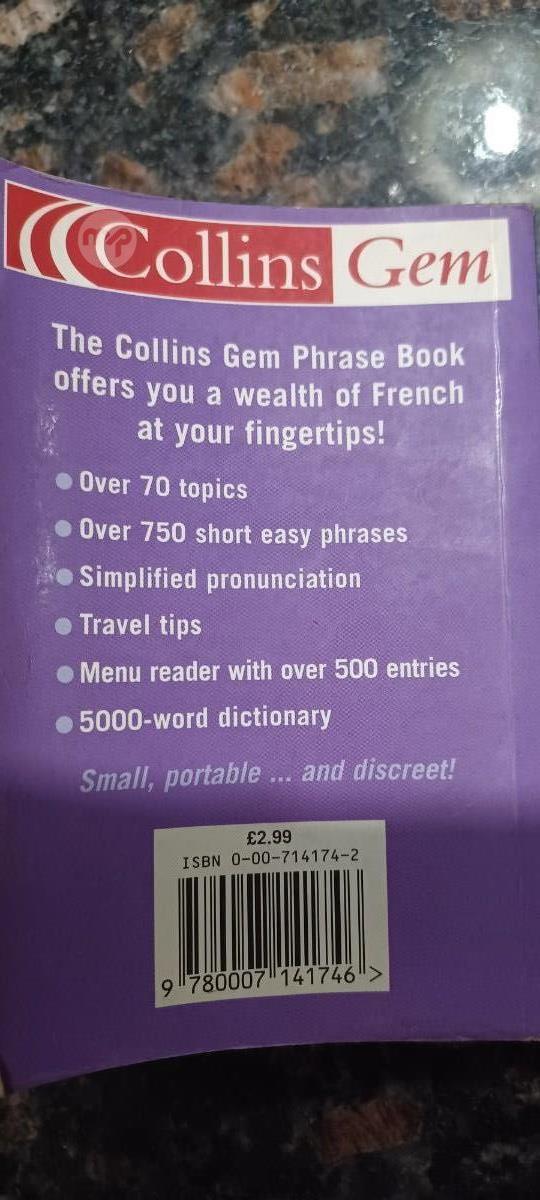 Collins Gem
The Collins Gem Phrase Book
offers you a wealth of French
at your fingertips!
Over 70 topics
Over 750 short easy phrases
Simplified pronunciation
Travel tips
Menu reader with over 500 entries
5000-word dictionary
Small, portable ... and discreet!
£2.99
ISBN 0-00-714174-2
9 780007 141746 >